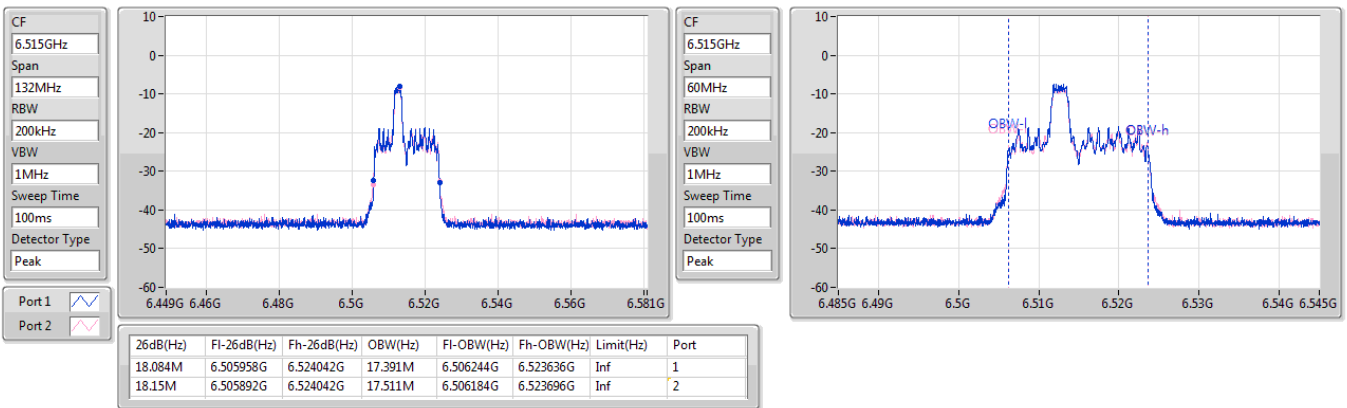 CF
6.515GHz
Span
132MHz
RBW
200kHz
VBW
1MHz
Sweep Time
100ms
Detector Type
Peak
Port 1
Port 2
10
0
-10
-20
-30
-40
-50
-60
6.449G 6.46G 6.48G 6.5G 6.52G 6.54G 6.56G 6.581G
CF
6.515GHz
Span
60MHz
RBW
200kHz
VBW
1MHz
Sweep Time
100ms
Detector Type
Peak
10
0
-10
-20
-30
-40
-50
-60
OBW-l
OBW-h
6.485G 6.49G 6.5G 6.51G 6.52G 6.53G 6.54G 6.545G
26dB(Hz) Fl-26dB(Hz) Fh-26dB(Hz) OBW(Hz) Fl-OBW(Hz) Fh-OBW(Hz) Limit(Hz) Port
18.084M 6.505958G 6.524042G 17.391M 6.506244G 6.523636G Inf 1
18.15M 6.505892G 6.524042G 17.511M 6.506184G 6.523696G Inf 2